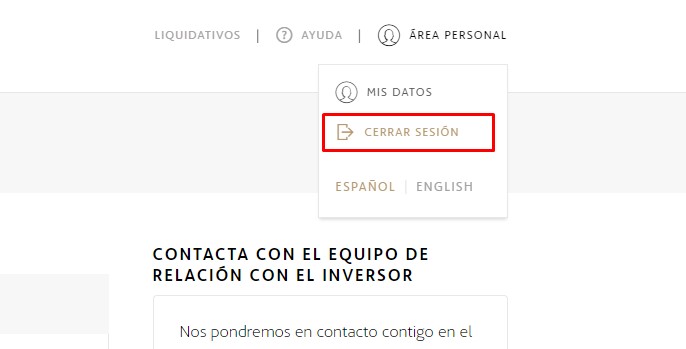 LIQUIDATIVOS | ? AYUDA | ÁREA PERSONAL
MIS DATOS
CERRAR SESIÓN
ESPAÑOL | ENGLISH
CONTACTA CON EL EQUIPO DE
RELACIÓN CON EL INVERSOR
Nos pondremos en contacto contigo en el